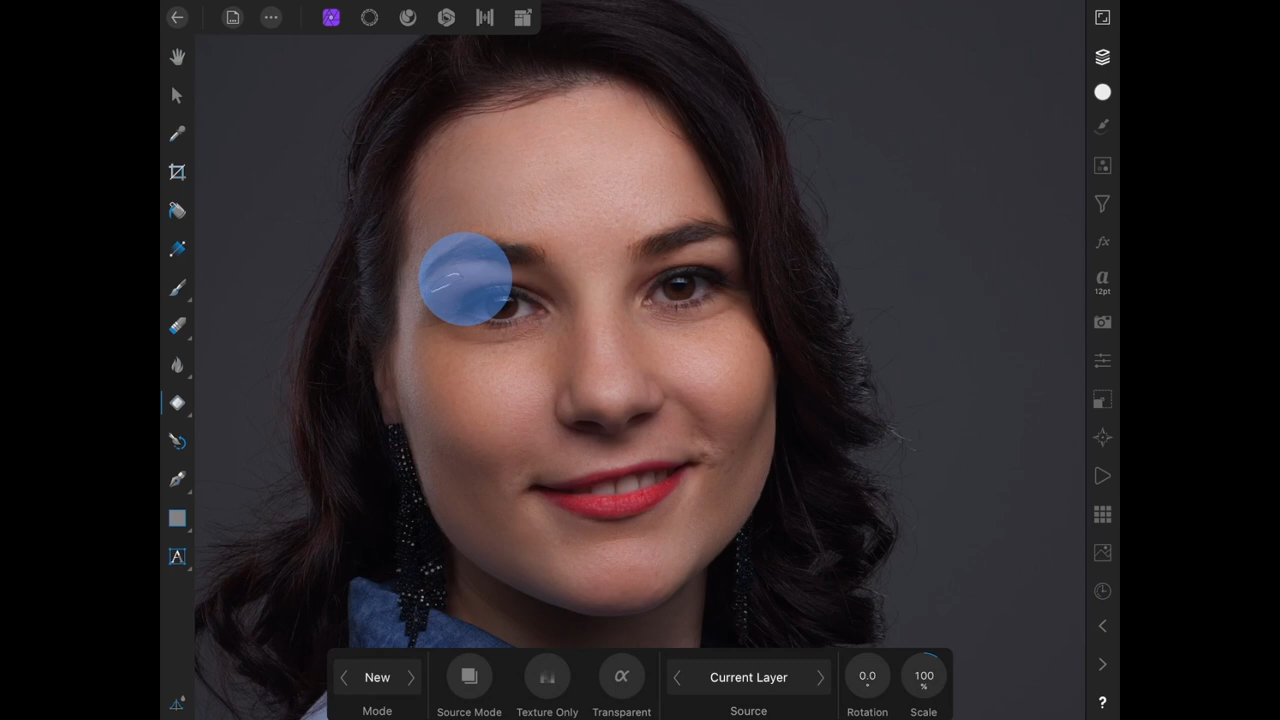 a
12pt
A
New
Mode
Source Mode
Texture Only
α
Transparent
Current Layer
Source
0.0
Rotation
100
%
Scale
?